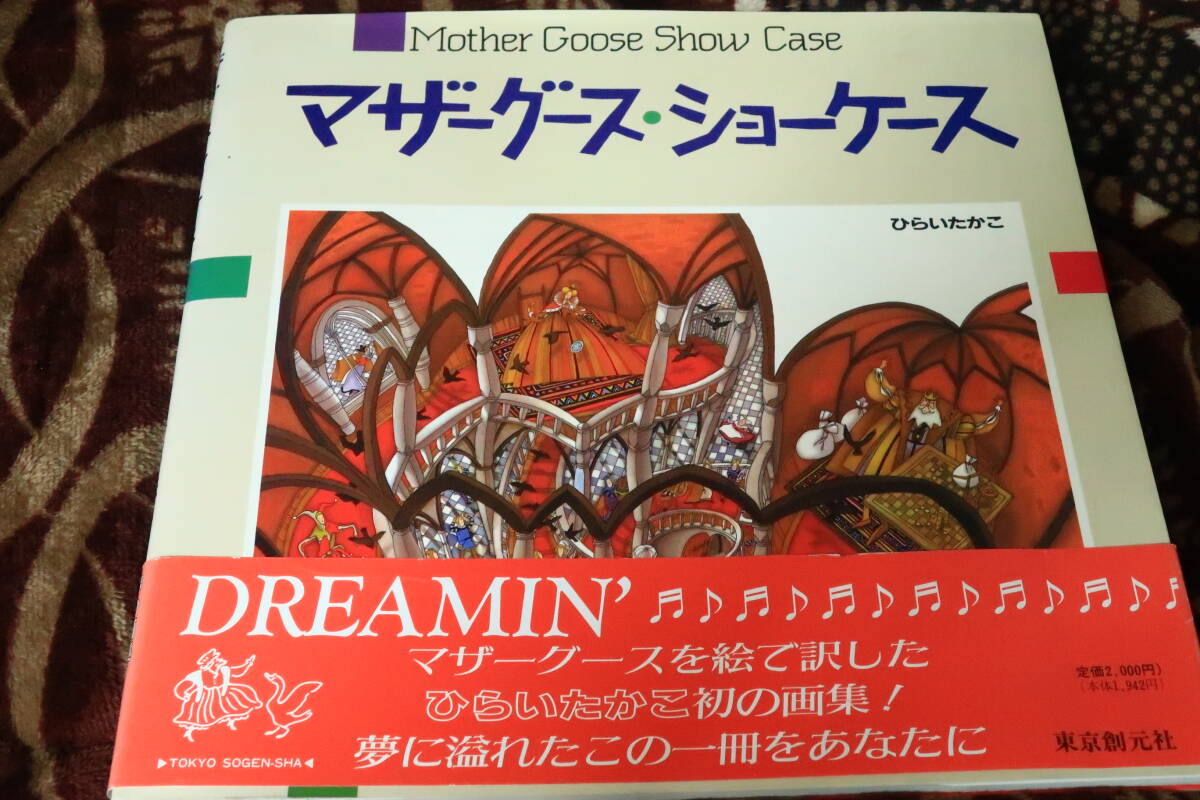 Mother Goose Show Case
マザーグース・ショーケース
ひらいたかこ
DREAMIN'
マザーグースを絵で訳した
ひらいたかこ初の画集!
夢に溢れたこの一冊をあなたに
定価2,000円)
(本体1,942円)
東京創元社
▶TOKYO SOGEN-SHA◀